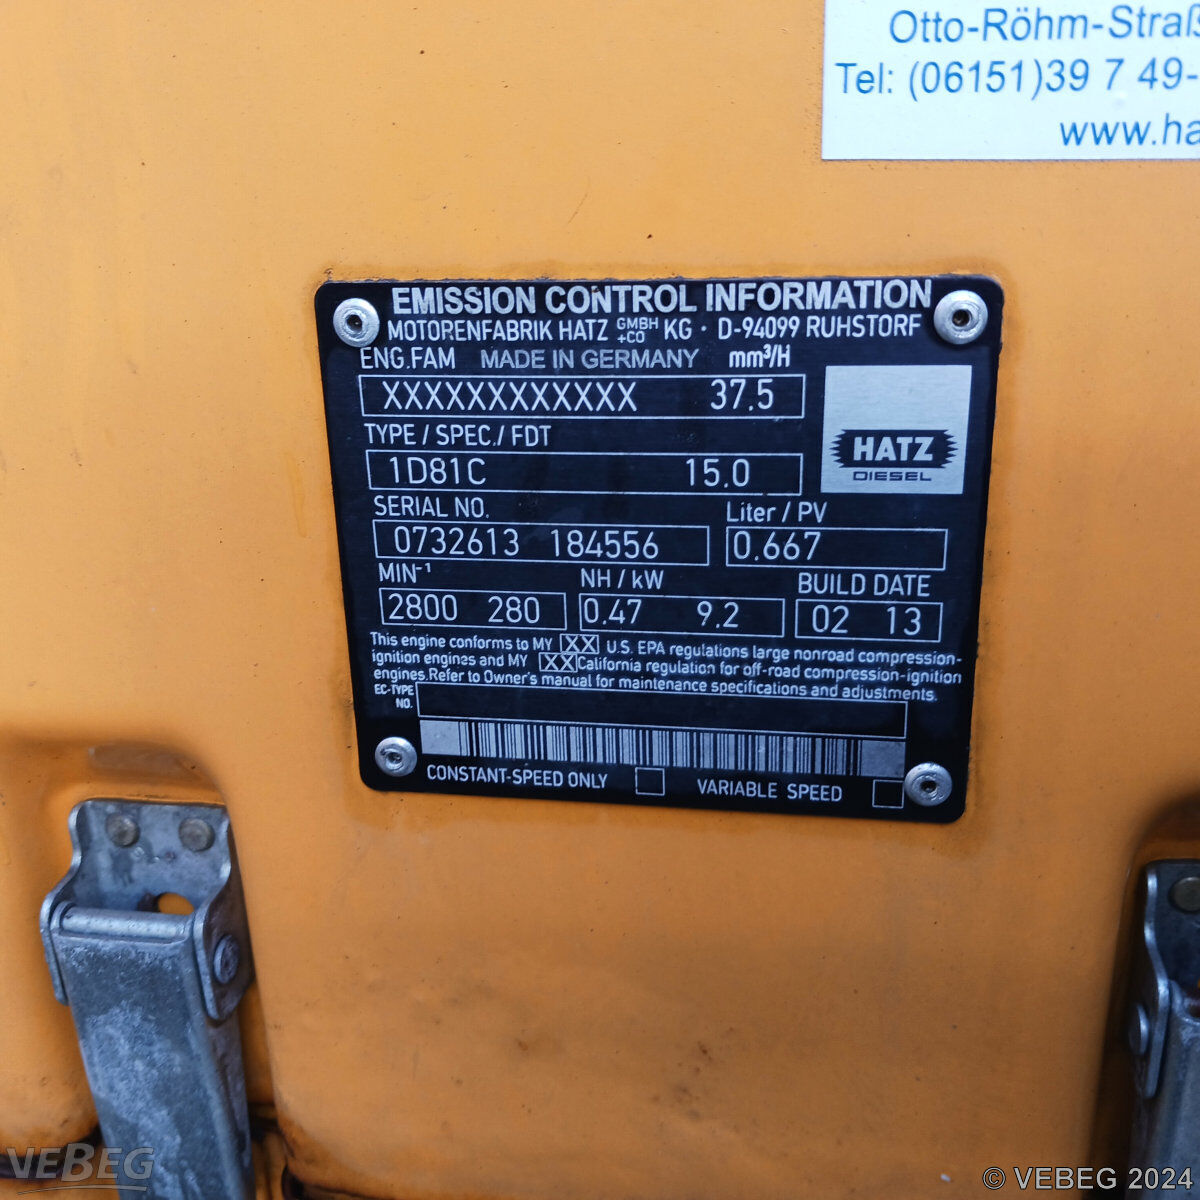 Otto-Röhm-Straß
Tel: (06151)39 7 49-
www.ha
EMISSION CONTROL INFORMATION
MOTORENFABRIK HATZ GMBH +CO KG · D-94099 RUHSTORF
ENG.FAM MADE IN GERMANY mm³/H
XXXXXXXXXXXX 37.5
TYPE / SPEC./ FDT
1D81C 15.0
HATZ
DIESEL
SERIAL NO. Liter / PV
0732613 184556 0.667
MIN⁻¹ NH / kW BUILD DATE
2800 280 0.47 9.2 02 13
This engine conforms to MY XX U.S. EPA regulations large nonroad compression-
ignition engines and MY XX California regulation for off-road compression-ignition
engines. Refer to Owner's manual for maintenance specifications and adjustments.
EC-TYPE
NO.
CONSTANT-SPEED ONLY VARIABLE SPEED
VEBEG
© VEBEG 2024